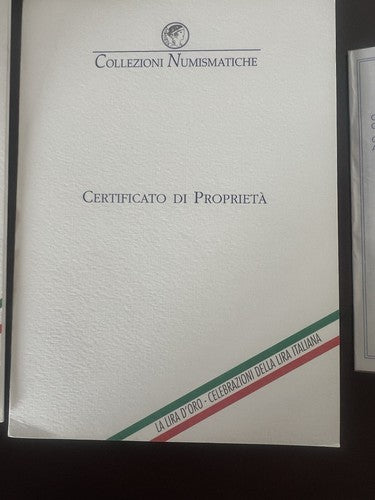 COLLEZIONI NUMISMATICHE
CERTIFICATO DI PROPRIETÀ
LA LIRA D'ORO - CELEBRAZIONI DELLA LIRA ITALIANA